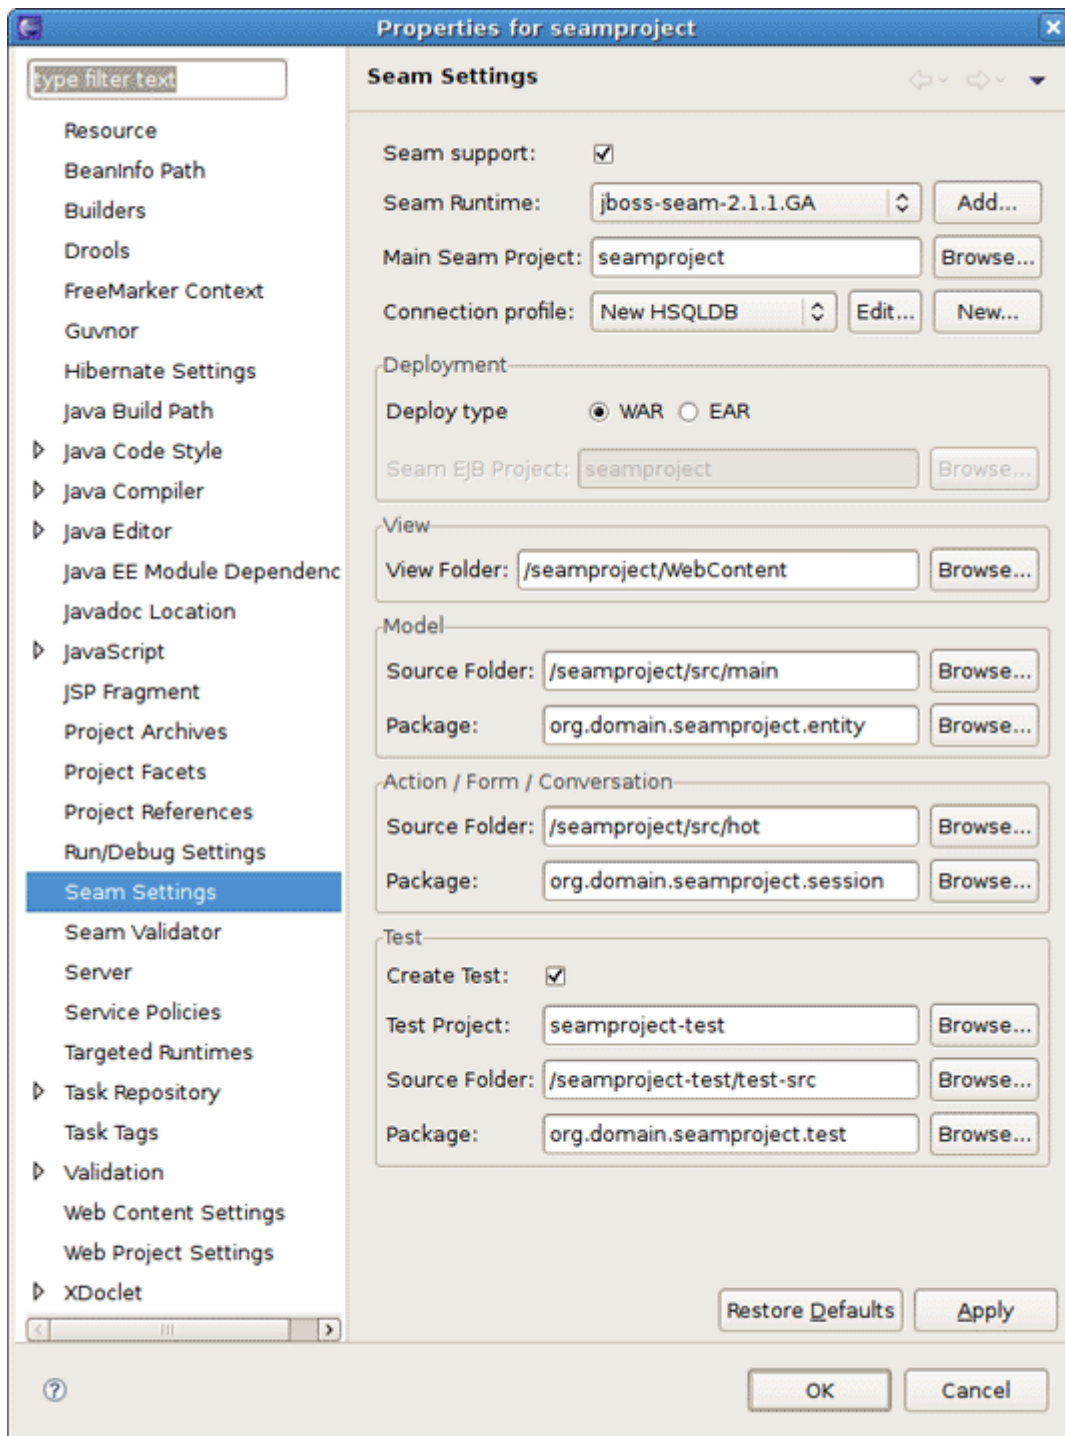 Properties for seamproject
type filter text
Resource
BeanInfo Path
Builders
Drools
FreeMarker Context
Guvnor
Hibernate Settings
Java Build Path
Java Code Style
Java Compiler
Java Editor
Java EE Module Dependenc
Javadoc Location
JavaScript
JSP Fragment
Project Archives
Project Facets
Project References
Run/Debug Settings
Seam Settings
Seam Validator
Server
Service Policies
Targeted Runtimes
Task Repository
Task Tags
Validation
Web Content Settings
Web Project Settings
XDoclet
Seam Settings
Seam support:
Seam Runtime: jboss-seam-2.1.1.GA Add...
Main Seam Project: seamproject Browse...
Connection profile: New HSQLDB Edit... New...
Deployment
Deploy type WAR EAR
Seam EJB Project: seamproject Browse...
View
View Folder: /seamproject/WebContent Browse...
Model
Source Folder: /seamproject/src/main Browse...
Package: org.domain.seamproject.entity Browse...
Action / Form / Conversation
Source Folder: /seamproject/src/hot Browse...
Package: org.domain.seamproject.session Browse...
Test
Create Test:
Test Project: seamproject-test Browse...
Source Folder: /seamproject-test/test-src Browse...
Package: org.domain.seamproject.test Browse...
Restore Defaults Apply
? OK Cancel